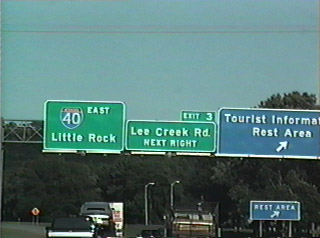 EAST
40
Little Rock
EXIT 3
Lee Creek Rd.
NEXT RIGHT
Tourist Informat
Rest Area
REST AREA